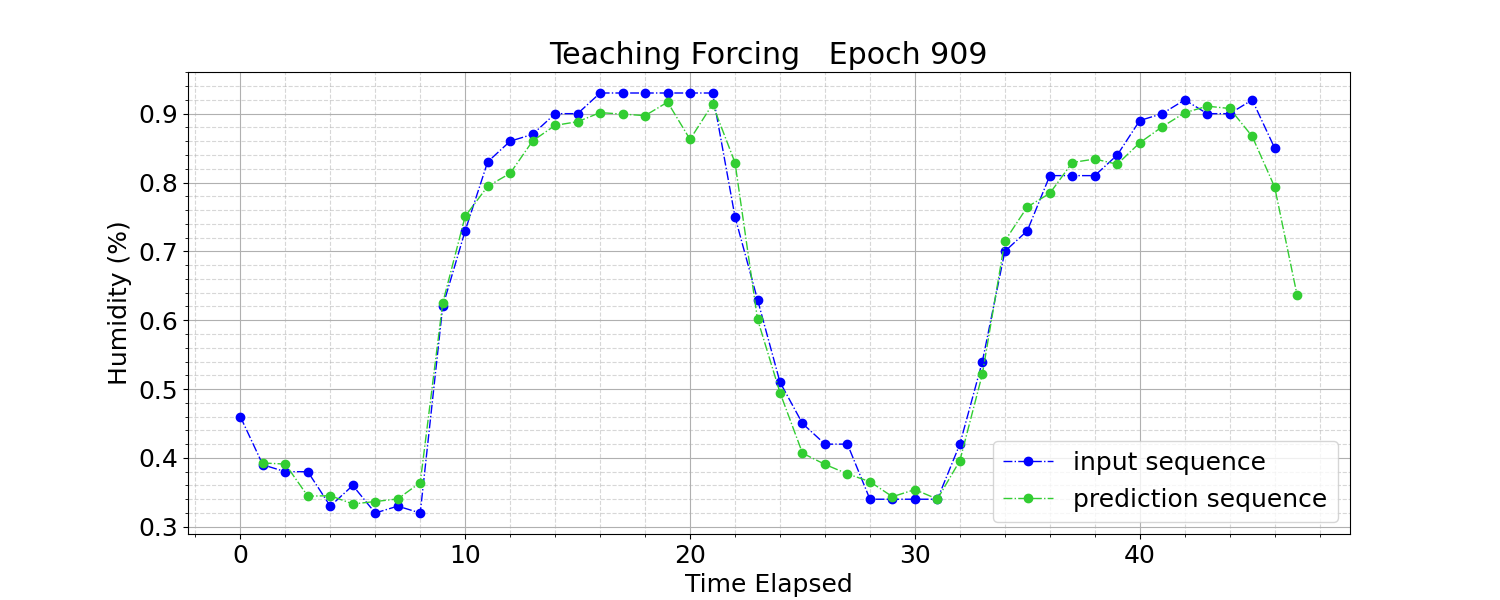 Teaching Forcing   Epoch 909
Humidity (%)
0.9
0.8
0.7
0.6
0.5
0.4
0.3
0 10 20 30 40
Time Elapsed
input sequence
prediction sequence